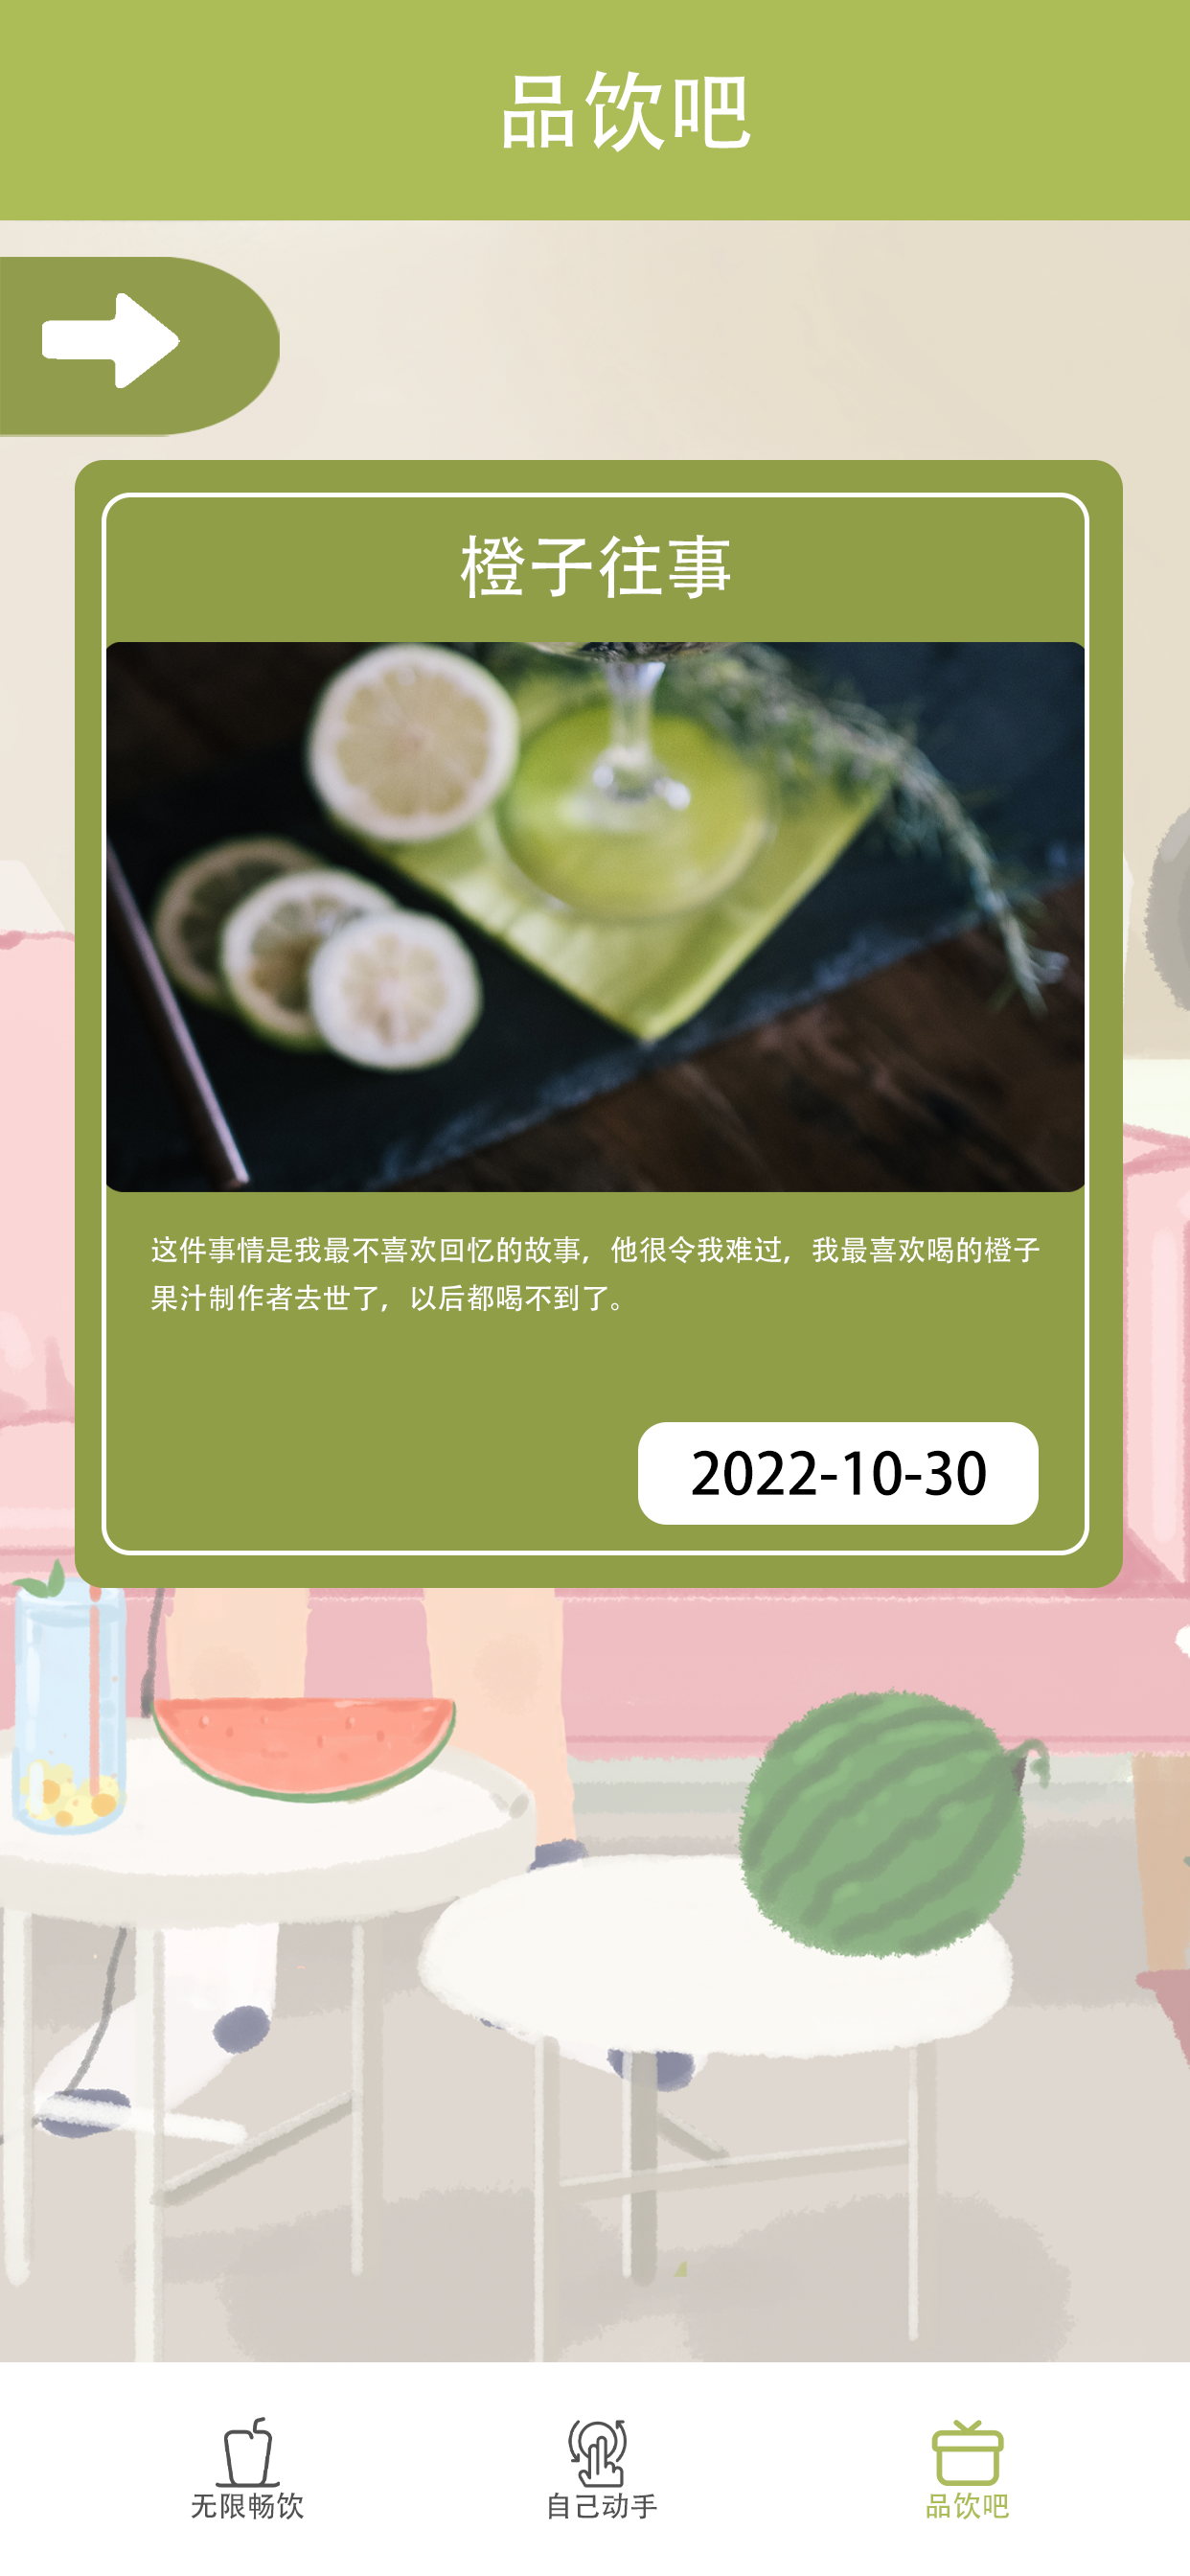 品饮吧
橙子往事
这件事情是我最不喜欢回忆的故事，他很令我难过，我最喜欢喝的橙子
果汁制作者去世了，以后都喝不到了。
2022-10-30
无限畅饮
自己动手
品饮吧